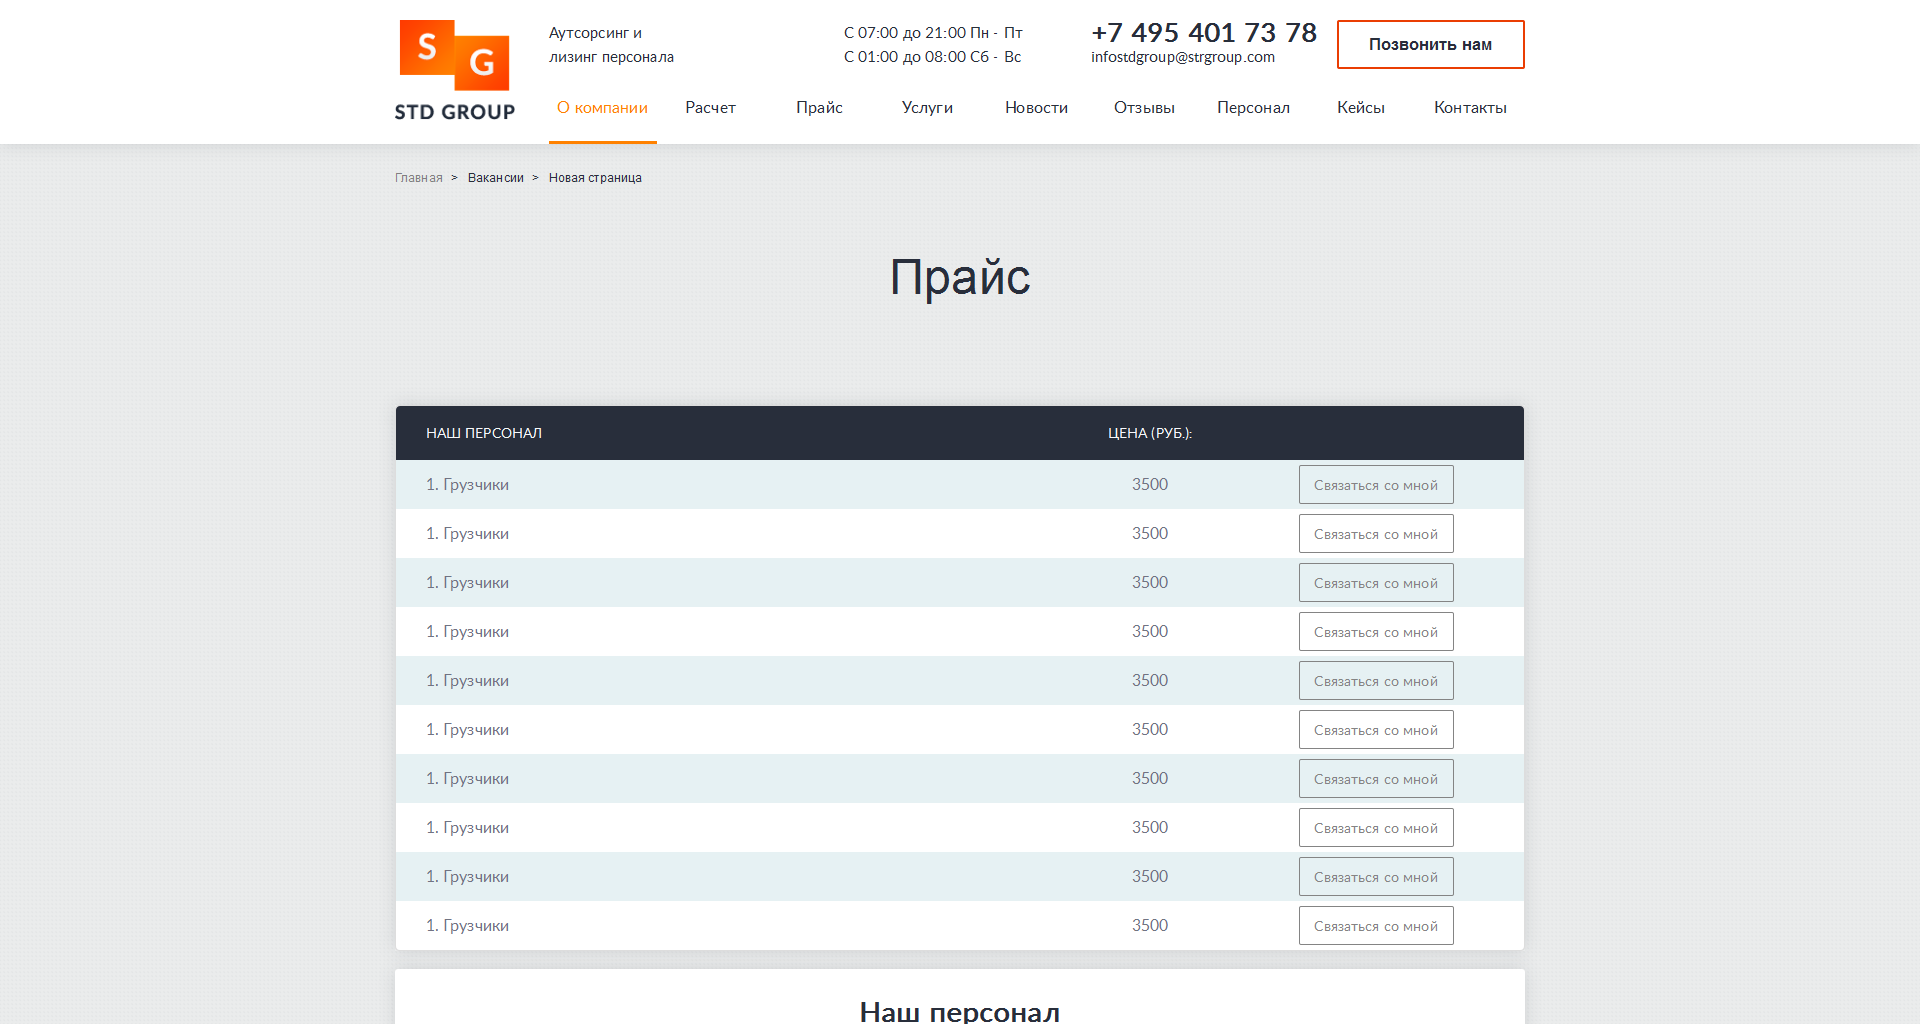 S G
STD GROUP
Аутсорсинг и
лизинг персонала
С 07:00 до 21:00 Пн - Пт
С 01:00 до 08:00 Сб - Вс
+7 495 401 73 78
infostdgroup@strgroup.com
Позвонить нам
О компании Расчет Прайс Услуги Новости Отзывы Персонал Кейсы Контакты
Главная > Вакансии > Новая страница
Прайс
НАШ ПЕРСОНАЛ ЦЕНА (РУБ.):
1. Грузчики 3500 Связаться со мной
1. Грузчики 3500 Связаться со мной
1. Грузчики 3500 Связаться со мной
1. Грузчики 3500 Связаться со мной
1. Грузчики 3500 Связаться со мной
1. Грузчики 3500 Связаться со мной
1. Грузчики 3500 Связаться со мной
1. Грузчики 3500 Связаться со мной
1. Грузчики 3500 Связаться со мной
1. Грузчики 3500 Связаться со мной
Наш персонал